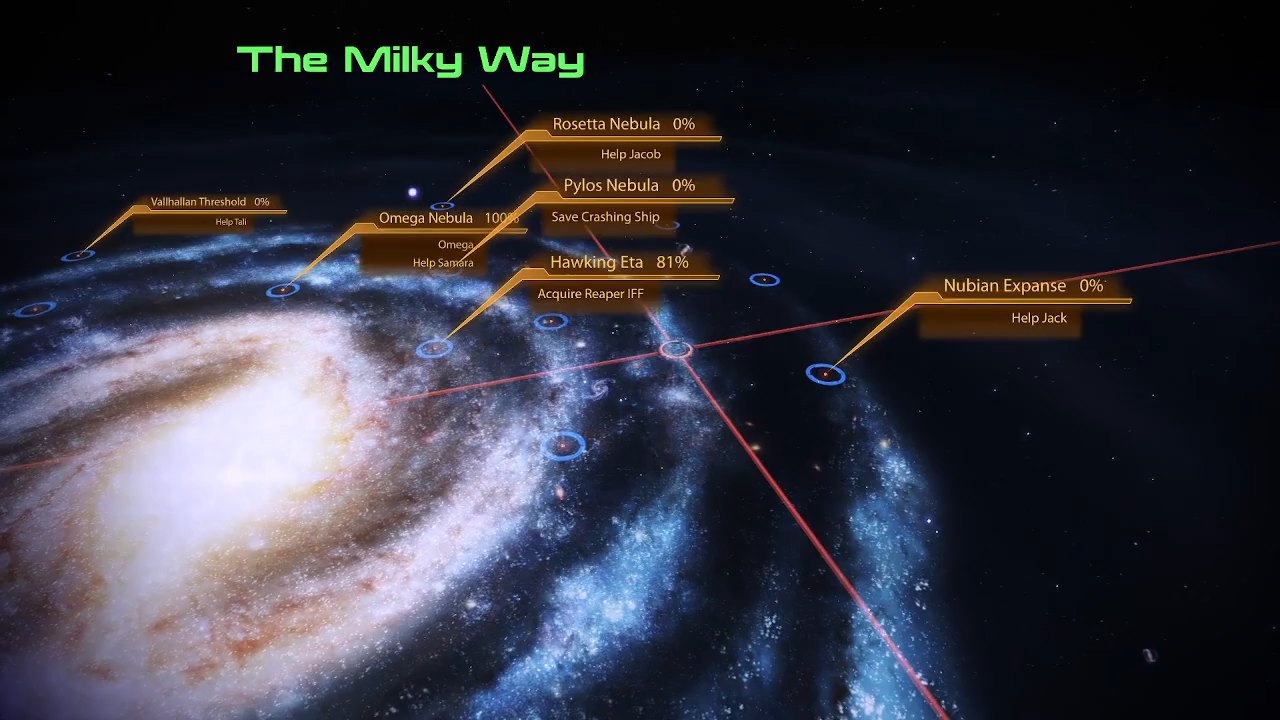 The Milky Way
Rosetta Nebula 0%
Help Jacob
Pylos Nebula 0%
Save Crashing Ship
Vallhallan Threshold 0%
Help Tali
Omega Nebula 100%
Omega
Help Samara
Hawking Eta 81%
Acquire Reaper IFF
Nubian Expanse 0%
Help Jack